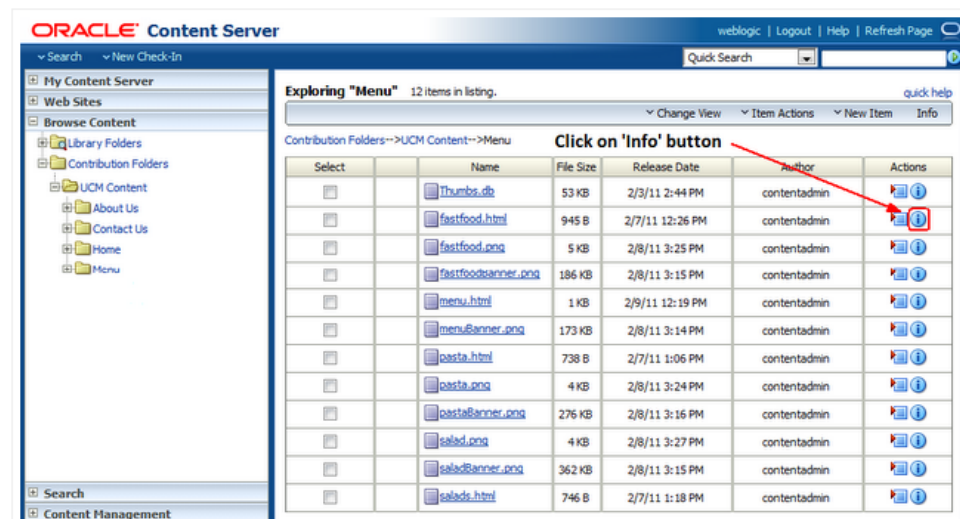 ORACLE Content Server
weblogic | Logout | Help | Refresh Page
Search New Check-In
Quick Search
My Content Server
Web Sites
Browse Content
Library Folders
Contribution Folders
UCM Content
About Us
Contact Us
Home
Menu
Search
Content Management
Exploring "Menu" 12 items in listing.
quick help
Change View Item Actions New Item Info
Contribution Folders-->UCM Content-->Menu
Click on 'Info' button
Select Name File Size Release Date Author Actions
Thumbs.db 53 KB 2/3/11 2:44 PM contentadmin
fastfood.html 945 B 2/7/11 12:26 PM contentadmin
fastfood.png 5 KB 2/8/11 3:25 PM contentadmin
fastfoodBanner.png 186 KB 2/8/11 3:15 PM contentadmin
menu.html 1 KB 2/9/11 12:19 PM contentadmin
menuBanner.png 173 KB 2/8/11 3:14 PM contentadmin
pasta.html 738 B 2/7/11 1:06 PM contentadmin
pasta.png 4 KB 2/8/11 3:24 PM contentadmin
pastaBanner.png 276 KB 2/8/11 3:16 PM contentadmin
salad.png 4 KB 2/8/11 3:27 PM contentadmin
saladBanner.png 362 KB 2/8/11 3:15 PM contentadmin
salads.html 746 B 2/7/11 1:18 PM contentadmin